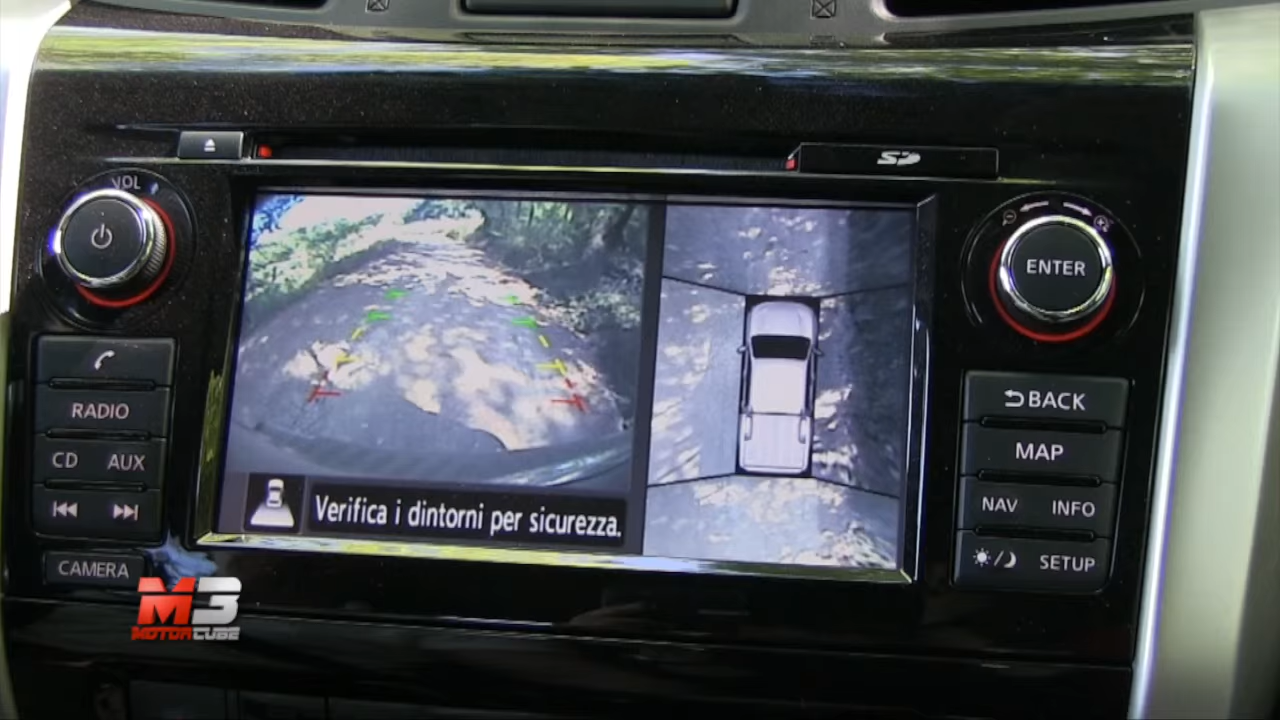 VOL
SD
ENTER
RADIO
CD AUX
CAMERA
BACK
MAP
NAV INFO
SETUP
Verifica i dintorni per sicurezza.
M3
MOTORCUBE